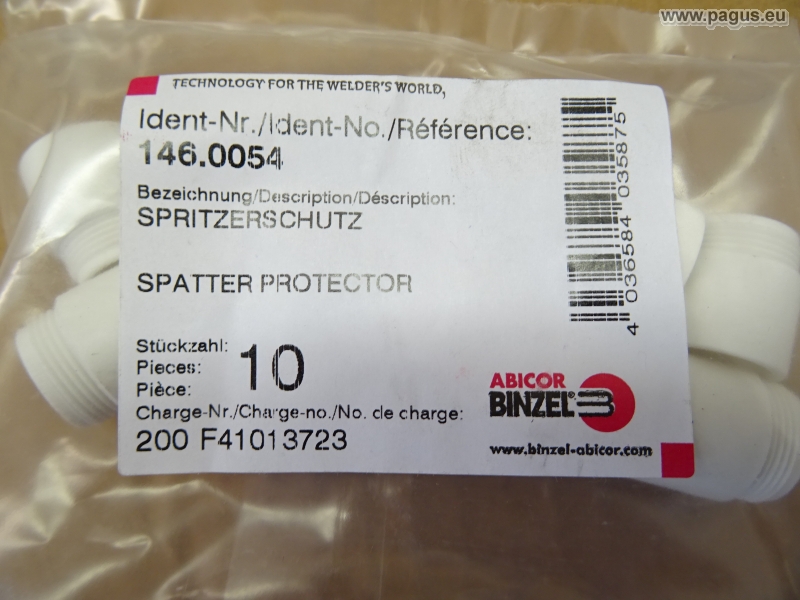 www.pagus.eu
TECHNOLOGY FOR THE WELDER'S WORLD,
Ident-Nr./Ident-No./Référence:
146.0054
Bezeichnung/Description/Déscription:
SPRITZERSCHUTZ
SPATTER PROTECTOR
Stückzahl:
Pieces:
Pièce:
10
Charge-Nr./Charge-no./No. de charge:
200 F41013723
4 036584 035875
ABICOR
BINZEL®
www.binzel-abicor.com